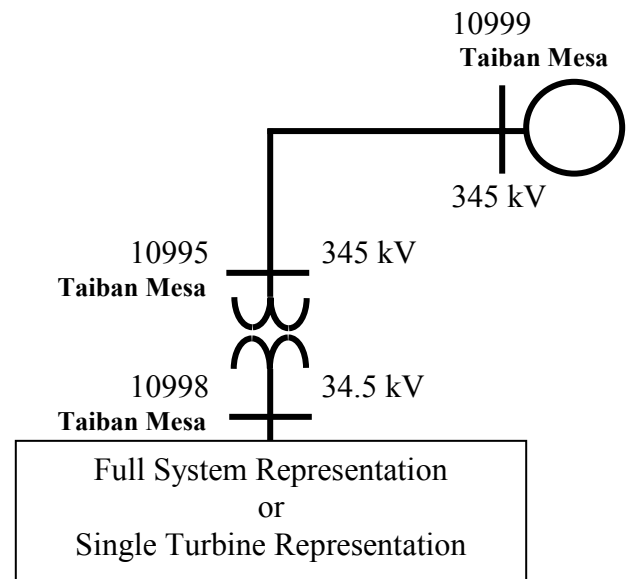 10999
Taiban Mesa
345 kV
10995 345 kV
Taiban Mesa
10998 34.5 kV
Taiban Mesa
Full System Representation
or
Single Turbine Representation